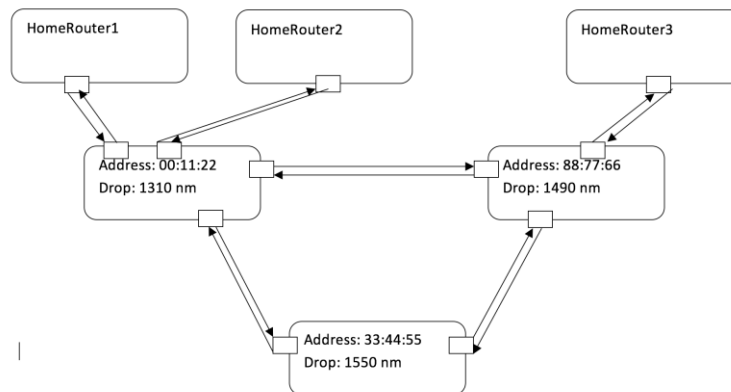 HomeRouter1
HomeRouter2
HomeRouter3
Address: 00:11:22
Drop: 1310 nm
Address: 88:77:66
Drop: 1490 nm
Address: 33:44:55
Drop: 1550 nm